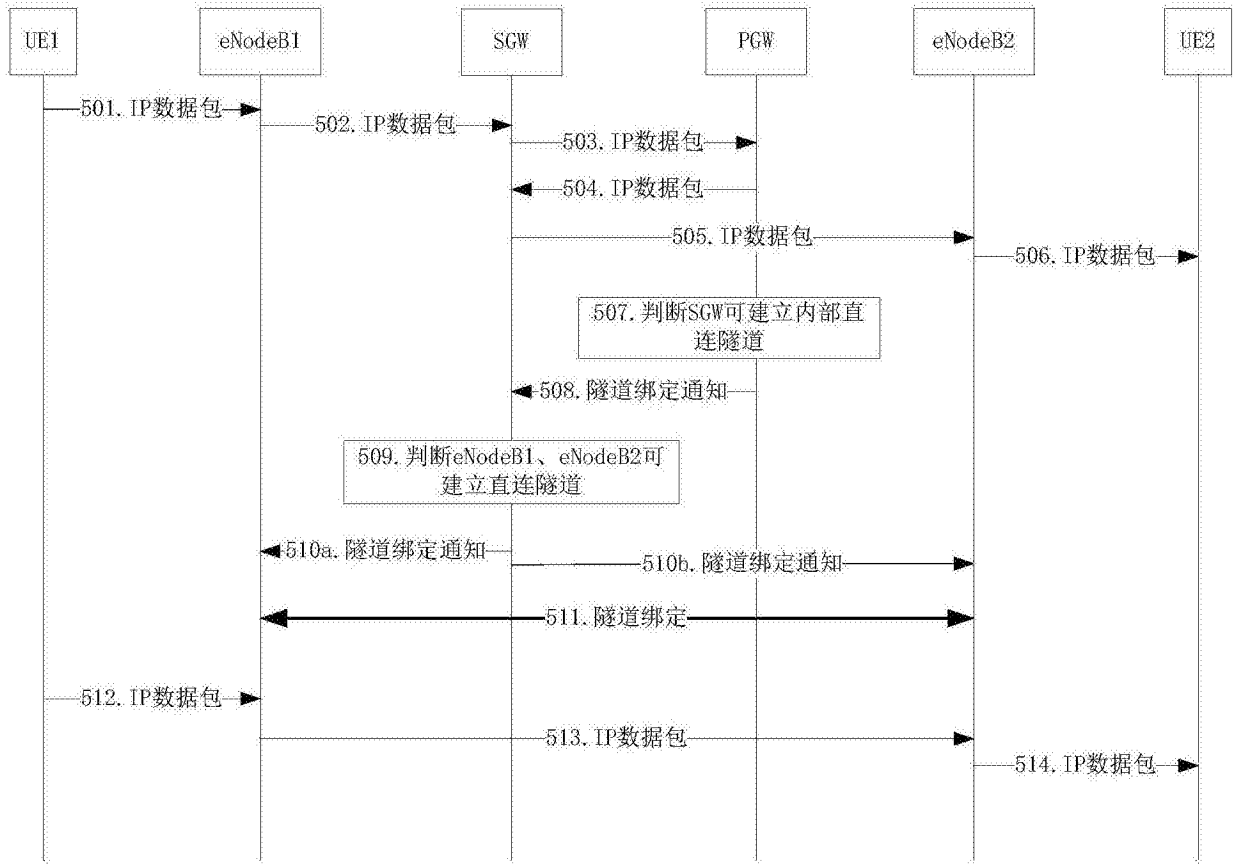 UE1
eNodeB1
SGW
PGW
eNodeB2
UE2
501.IP数据包
502.IP数据包
503.IP数据包
504.IP数据包
505.IP数据包
506.IP数据包
507.判断SGW可建立内部直
连隧道
508.隧道绑定通知
509.判断eNodeB1、eNodeB2可
建立直连隧道
510a.隧道绑定通知
510b.隧道绑定通知
511.隧道绑定
512.IP数据包
513.IP数据包
514.IP数据包